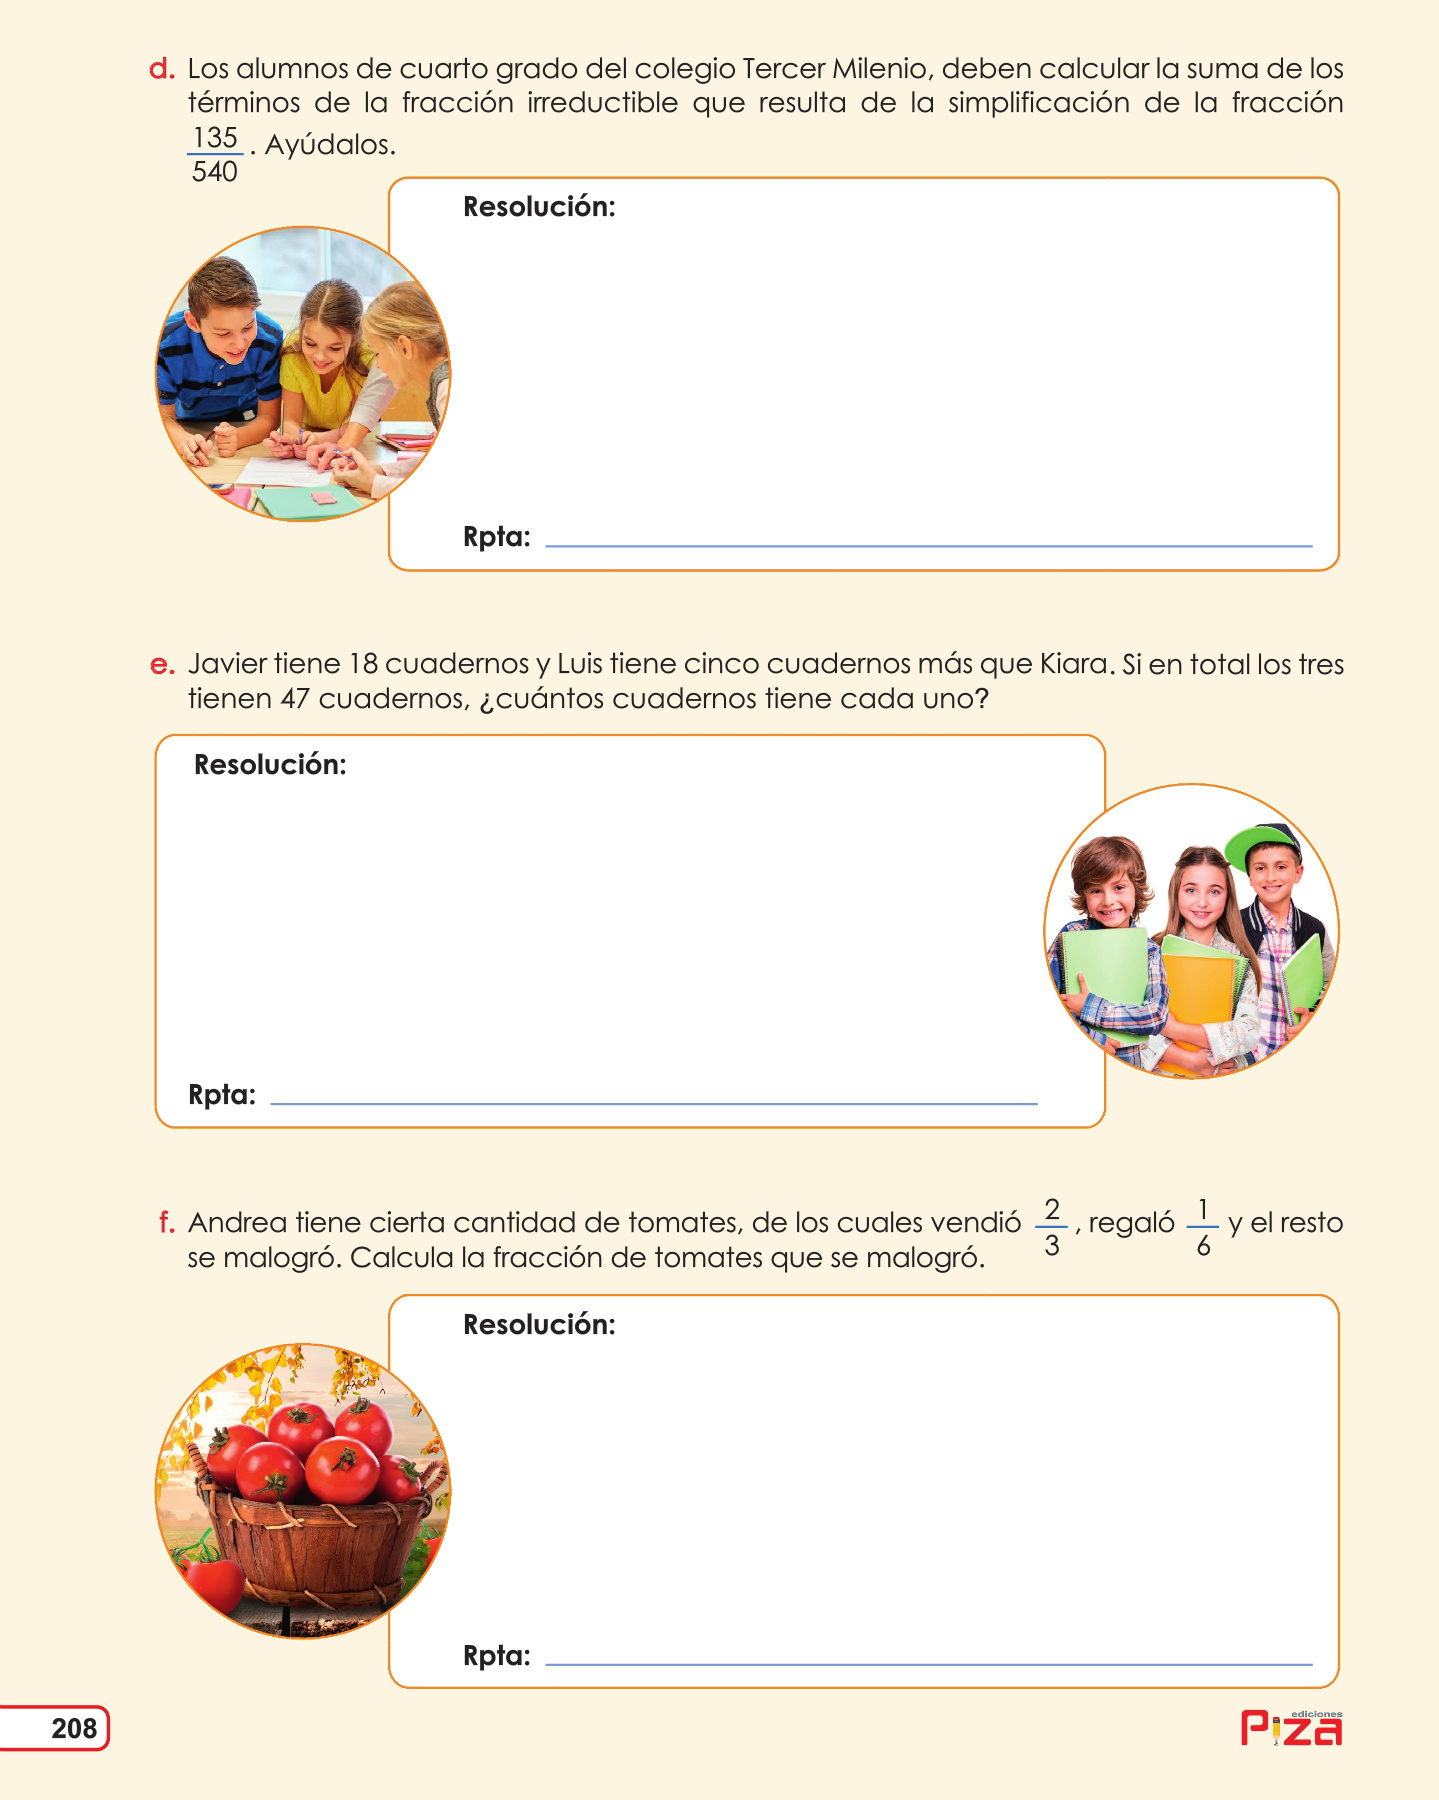 d. Los alumnos de cuarto grado del colegio Tercer Milenio, deben calcular la suma de los
términos de la fracción irreductible que resulta de la simplificación de la fracción
135/540 . Ayúdalos.
Resolución:
Rpta:
e. Javier tiene 18 cuadernos y Luis tiene cinco cuadernos más que Kiara. Si en total los tres
tienen 47 cuadernos, ¿cuántos cuadernos tiene cada uno?
Resolución:
Rpta:
f. Andrea tiene cierta cantidad de tomates, de los cuales vendió 2/3 , regaló 1/6 y el resto
se malogró. Calcula la fracción de tomates que se malogró.
Resolución:
Rpta:
208
ediciones
Piza